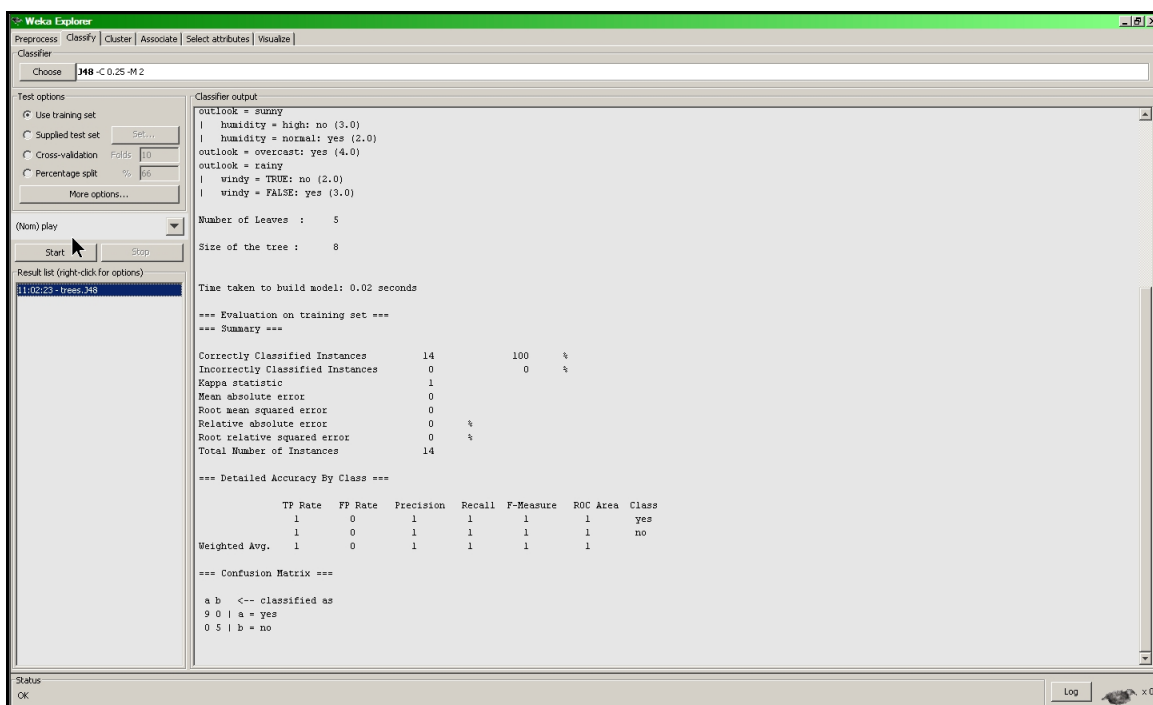 Weka Explorer
Preprocess Classify Cluster Associate Select attributes Visualize
Classifier
Choose J48 -C 0.25 -M 2
Test options
Use training set
Supplied test set Set...
Cross-validation Folds 10
Percentage split % 66
More options...
(Nom) play
Start Stop
Result list (right-click for options)
11:02:23 - trees.J48
Classifier output
outlook = sunny
| humidity = high: no (3.0)
| humidity = normal: yes (2.0)
outlook = overcast: yes (4.0)
outlook = rainy
| windy = TRUE: no (2.0)
| windy = FALSE: yes (3.0)
Number of Leaves : 5
Size of the tree : 8
Time taken to build model: 0.02 seconds
=== Evaluation on training set ===
=== Summary ===
Correctly Classified Instances 14 100 %
Incorrectly Classified Instances 0 0 %
Kappa statistic 1
Mean absolute error 0
Root mean squared error 0
Relative absolute error 0 %
Root relative squared error 0 %
Total Number of Instances 14
=== Detailed Accuracy By Class ===
TP Rate FP Rate Precision Recall F-Measure ROC Area Class
1 0 1 1 1 1 yes
1 0 1 1 1 1 no
Weighted Avg. 1 0 1 1 1 1
=== Confusion Matrix ===
a b <-- classified as
9 0 | a = yes
0 5 | b = no
Status
OK
Log x 0